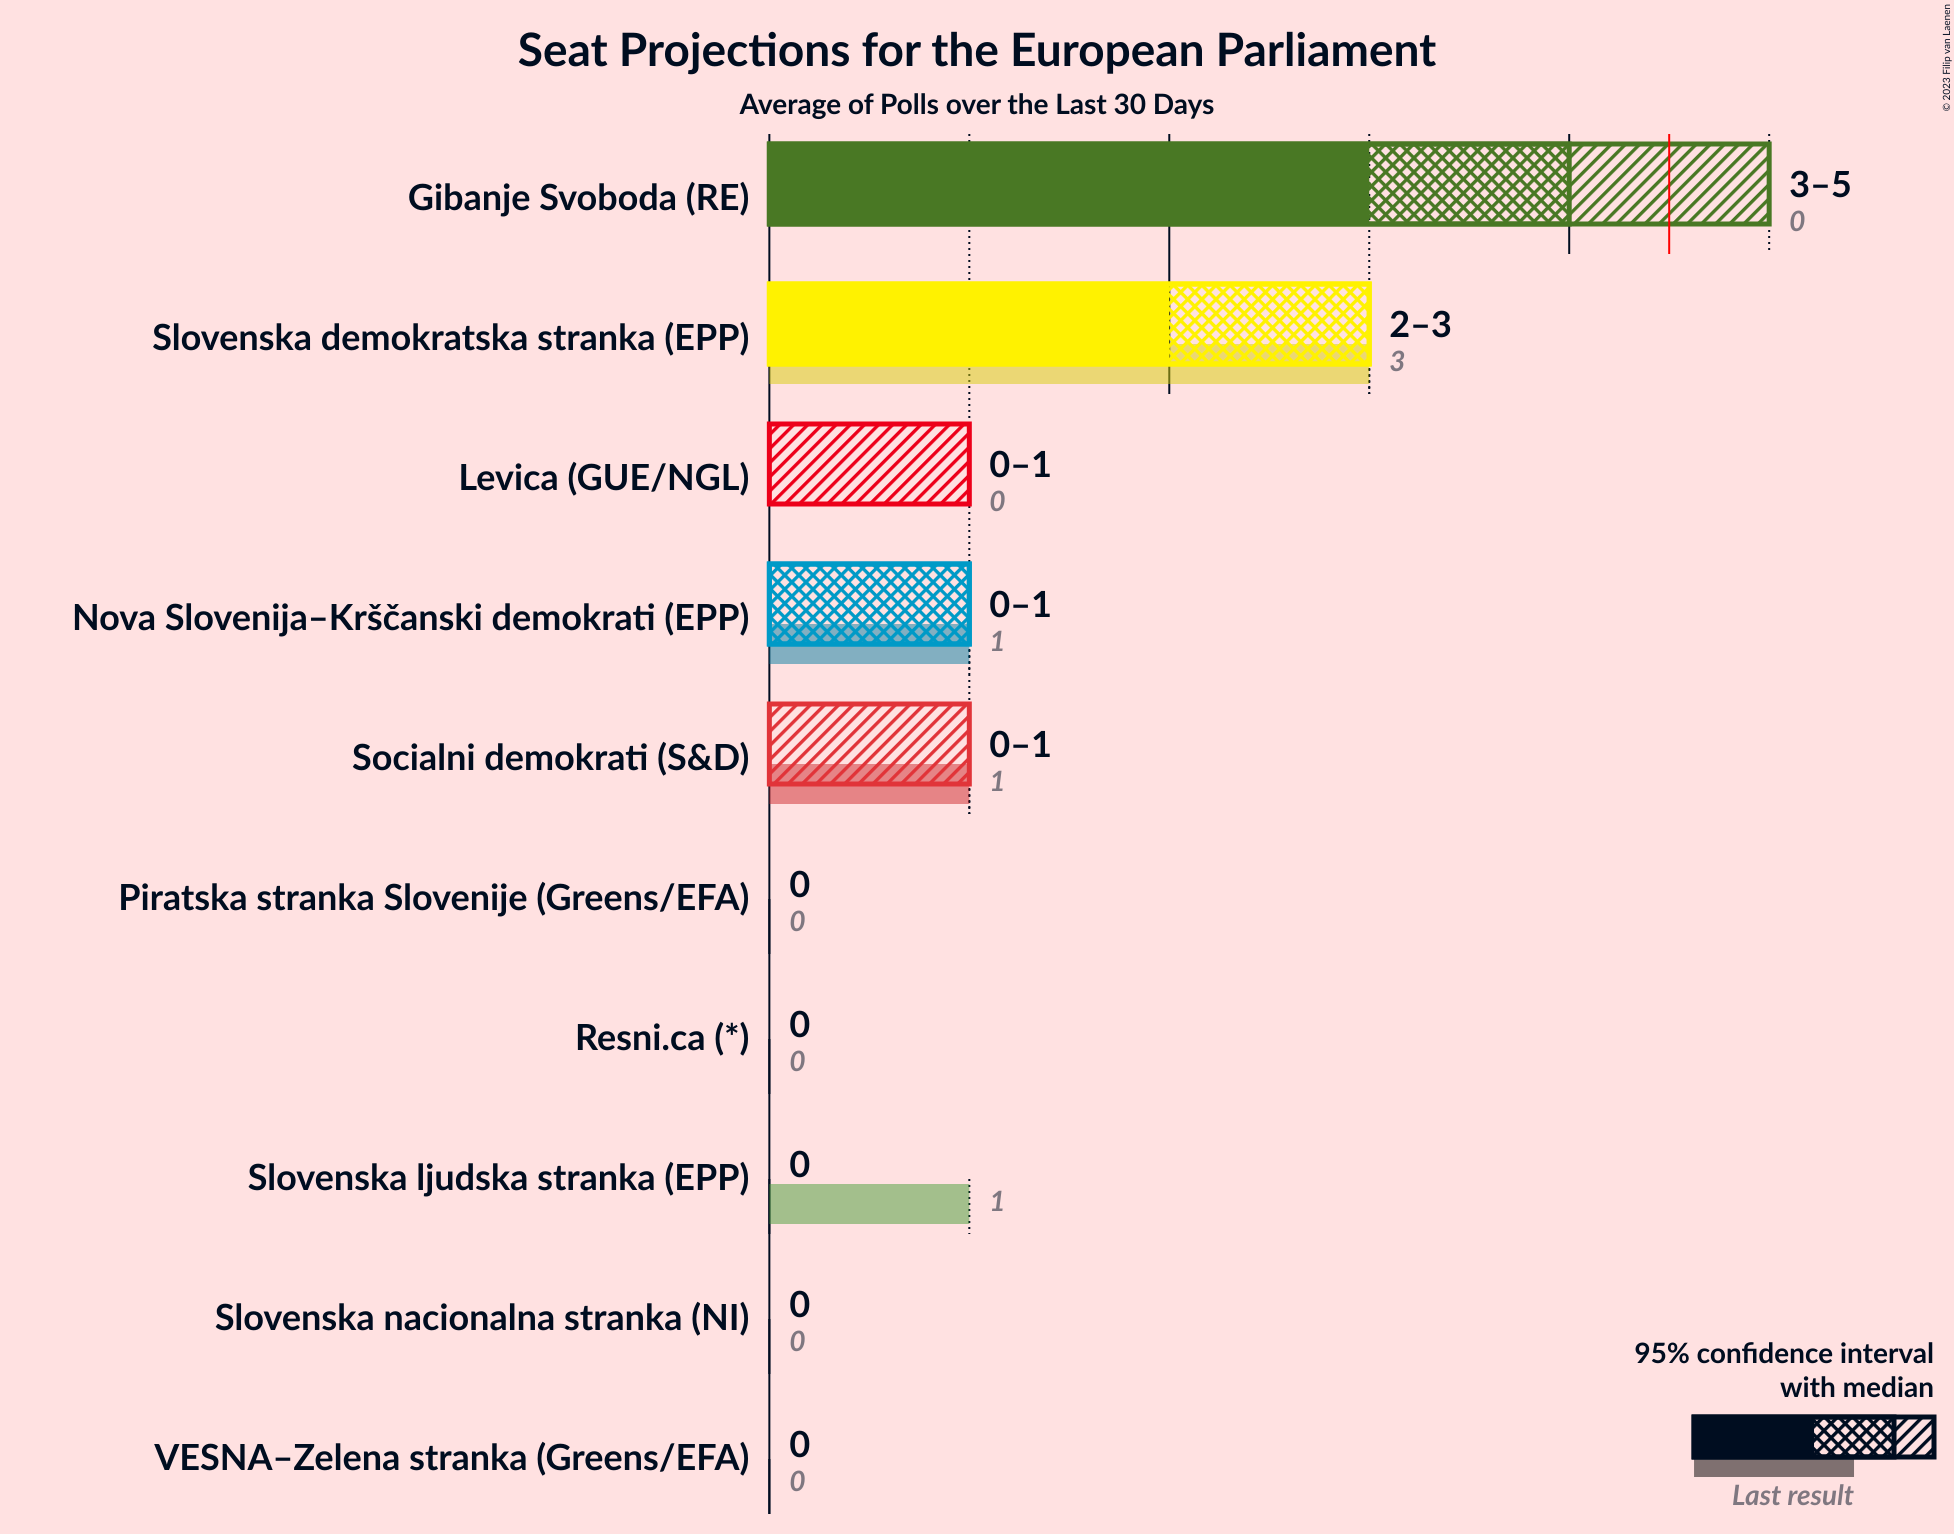 Seat Projections for the European Parliament
Average of Polls over the Last 30 Days
© 2023 Filip van Laenen
Gibanje Svoboda (RE)
3–5
0
Slovenska demokratska stranka (EPP)
2–3
3
Levica (GUE/NGL)
0–1
0
Nova Slovenija–Krščanski demokrati (EPP)
0–1
1
Socialni demokrati (S&D)
0–1
1
Piratska stranka Slovenije (Greens/EFA)
0
0
Resni.ca (*)
0
0
Slovenska ljudska stranka (EPP)
0
1
Slovenska nacionalna stranka (NI)
0
0
VESNA–Zelena stranka (Greens/EFA)
0
0
95% confidence interval
with median
Last result